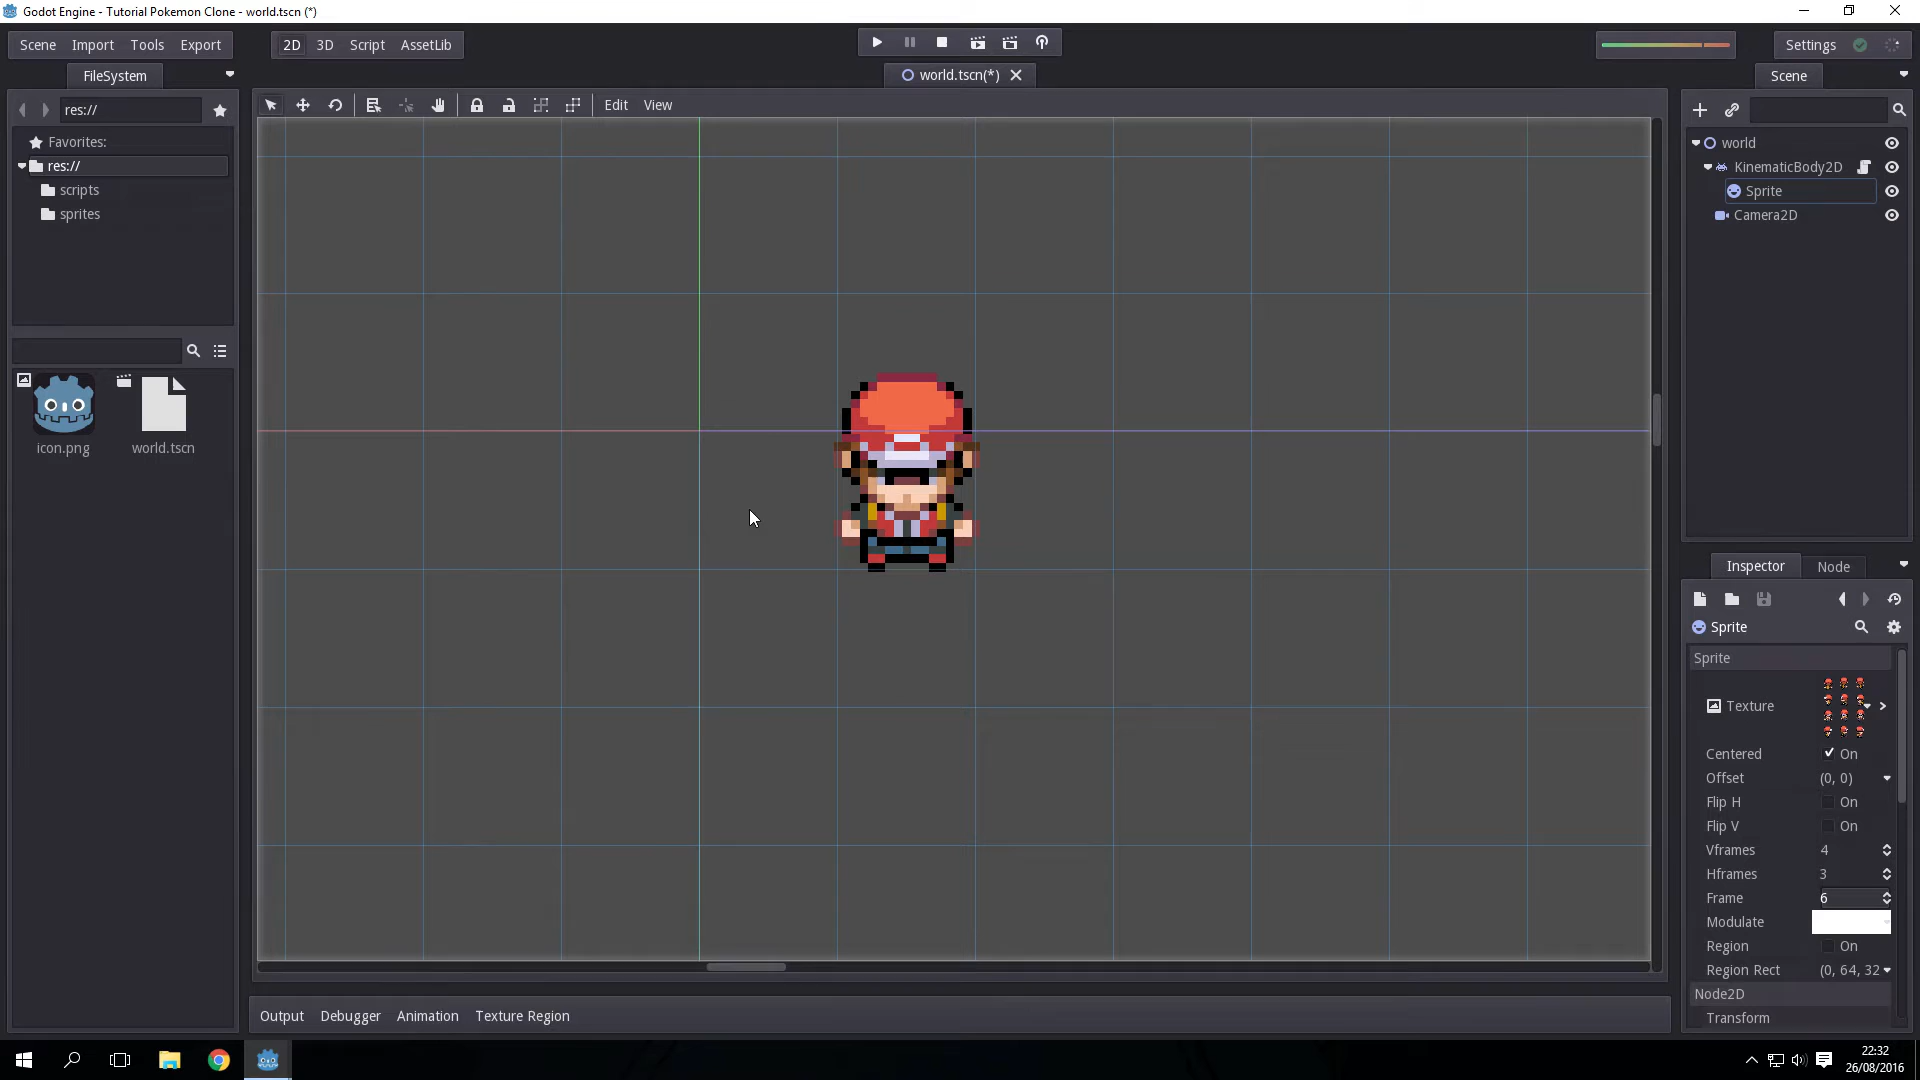 Godot Engine - Tutorial Pokemon Clone - world.tscn (*)
Scene Import Tools Export
2D 3D Script AssetLib
Settings
FileSystem
world.tscn(*)
Scene
res://
Edit View
Favorites:
res://
scripts
sprites
world
KinematicBody2D
Sprite
Camera2D
icon.png
world.tscn
Inspector Node
Sprite
Sprite
Texture
Centered On
Offset (0, 0)
Flip H On
Flip V On
Vframes 4
Hframes 3
Frame 6
Modulate
Region On
Region Rect (0, 64, 32
Node2D
Transform
Output Debugger Animation Texture Region
22:32
26/08/2016